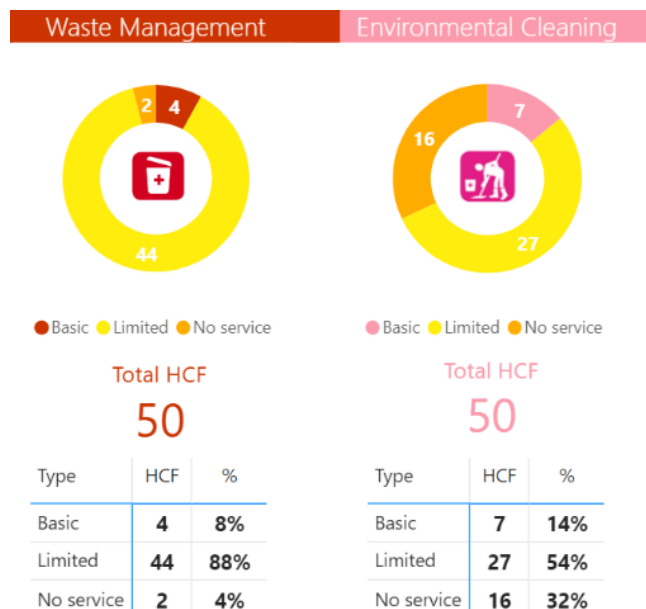 Waste Management
2 4
44
Basic Limited No service
Total HCF
50
Type HCF %
Basic 4 8%
Limited 44 88%
No service 2 4%
Environmental Cleaning
7
16
27
Basic Limited No service
Total HCF
50
Type HCF %
Basic 7 14%
Limited 27 54%
No service 16 32%